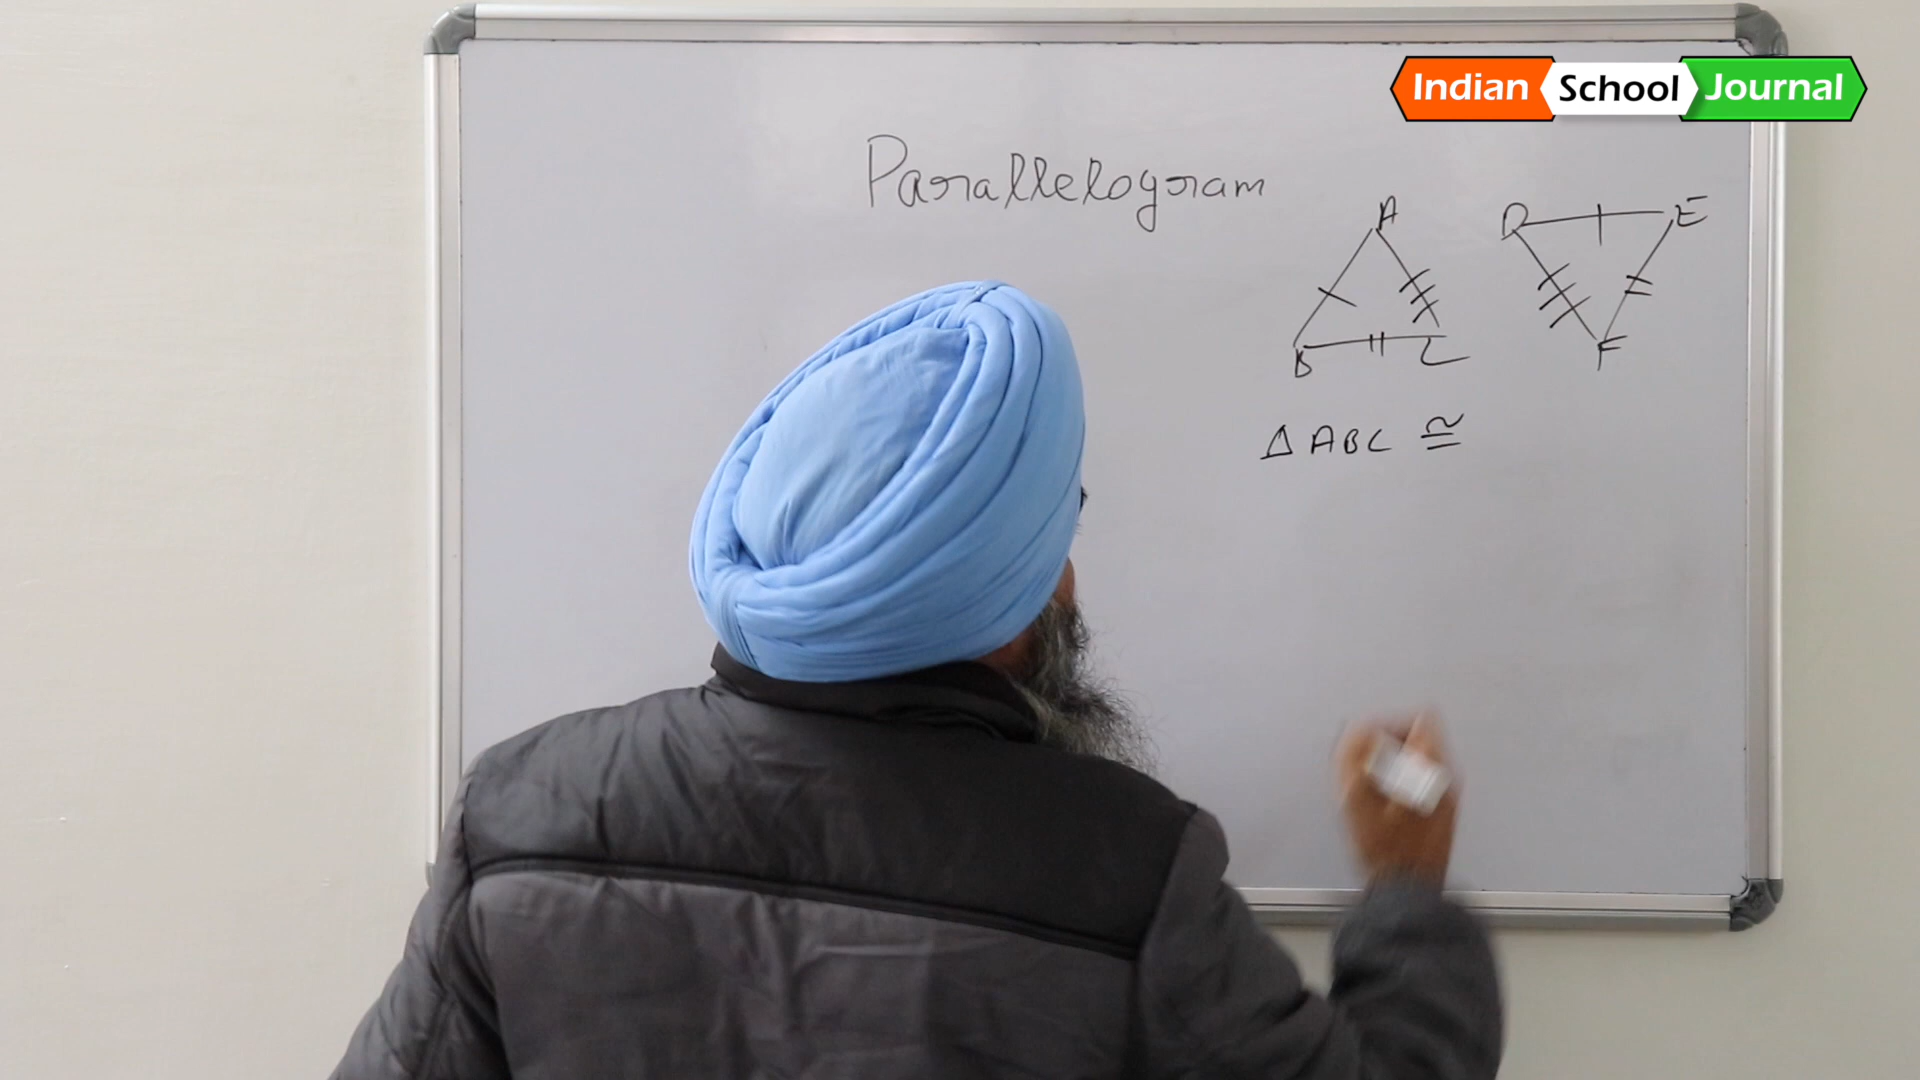 Indian School Journal
Parallelogram
A D E
B C F
Δ ABC ≅